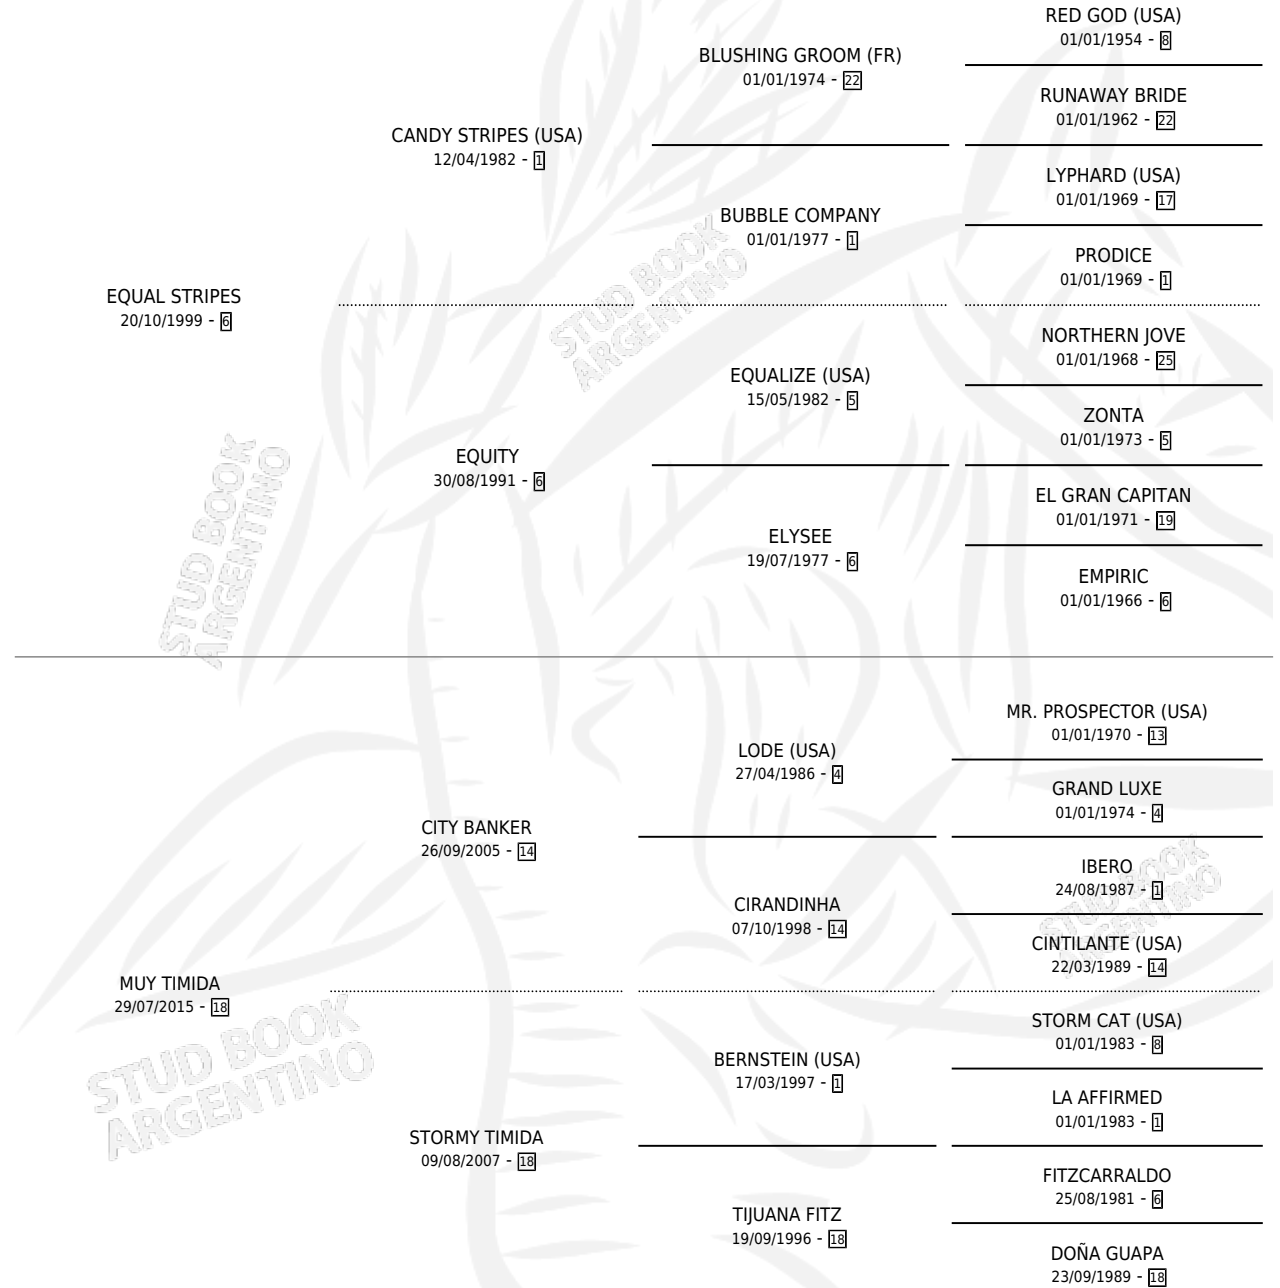 RED GOD (USA)
01/01/1954 - 8
BLUSHING GROOM (FR)
01/01/1974 - 22
RUNAWAY BRIDE
01/01/1962 - 22
CANDY STRIPES (USA)
12/04/1982 - 1
LYPHARD (USA)
01/01/1969 - 17
BUBBLE COMPANY
01/01/1977 - 1
PRODICE
01/01/1969 - 1
EQUAL STRIPES
20/10/1999 - 6
STUD BOOK
ARGENTINO
NORTHERN JOVE
01/01/1968 - 25
EQUALIZE (USA)
15/05/1982 - 5
ZONTA
01/01/1973 - 5
EQUITY
30/08/1991 - 6
EL GRAN CAPITAN
01/01/1971 - 19
ELYSEE
19/07/1977 - 6
EMPIRIC
01/01/1966 - 6
STUD BOOK
ARGENTINO
MR. PROSPECTOR (USA)
01/01/1970 - 13
LODE (USA)
27/04/1986 - 4
GRAND LUXE
01/01/1974 - 4
CITY BANKER
26/09/2005 - 14
IBERO
24/08/1987 - 1
CIRANDINHA
07/10/1998 - 14
CINTILANTE (USA)
22/03/1989 - 14
STUD BOOK
ARGENTINO
MUY TIMIDA
29/07/2015 - 18
STUD BOOK
ARGENTINO
STORM CAT (USA)
01/01/1983 - 8
BERNSTEIN (USA)
17/03/1997 - 1
LA AFFIRMED
01/01/1983 - 1
STORMY TIMIDA
09/08/2007 - 18
FITZCARRALDO
25/08/1981 - 6
TIJUANA FITZ
19/09/1996 - 18
DOÑA GUAPA
23/09/1989 - 18